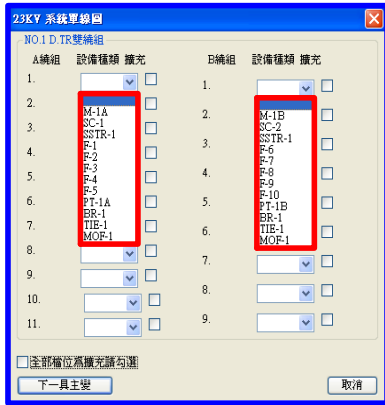 23KV 系統單線圖
NO.1 D.TR雙繞組
A繞組 設備種類 擴充
B繞組 設備種類 擴充
1.
2.
3.
4.
5.
6.
7.
8.
9.
10.
11.
M-1A
SC-1
SSTR-1
F-1
F-2
F-3
F-4
F-5
PT-1A
BR-1
TIE-1
MOF-1
1.
2.
3.
4.
5.
6.
7.
8.
9.
M-1B
SC-2
SSTR-1
F-6
F-7
F-8
F-9
F-10
PT-1B
BR-1
TIE-1
MOF-1
全部檔位為擴充請勾選
下一具主變
取消